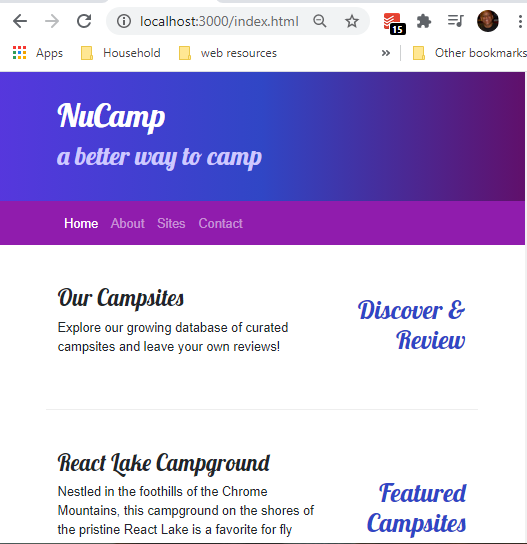 localhost:3000/index.html
15
Apps
Household
web resources
»
Other bookmarks
NuCamp
a better way to camp
Home About Sites Contact
Our Campsites
Explore our growing database of curated
campsites and leave your own reviews!
Discover &
Review
React Lake Campground
Nestled in the foothills of the Chrome
Mountains, this campground on the shores of
the pristine React Lake is a favorite for fly
Featured
Campsites